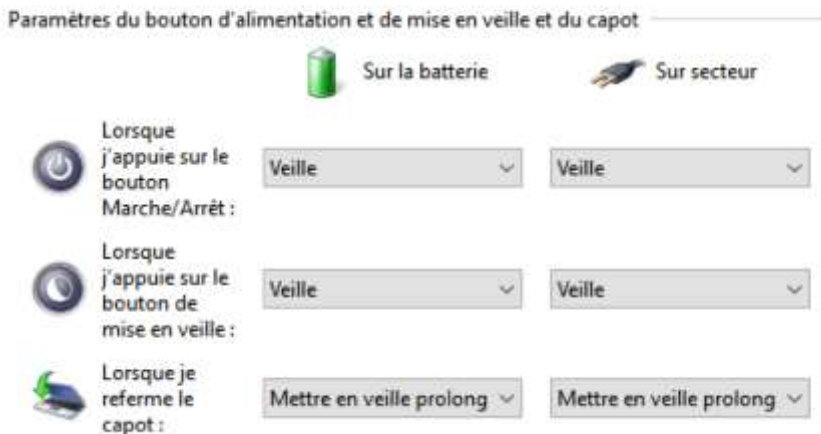 Paramètres du bouton d'alimentation et de mise en veille et du capot
Sur la batterie
Sur secteur
Lorsque
j'appuie sur le
bouton
Marche/Arrêt :
Veille
Veille
Lorsque
j'appuie sur le
bouton de
mise en veille :
Veille
Veille
Lorsque je
referme le
capot :
Mettre en veille prolong
Mettre en veille prolong